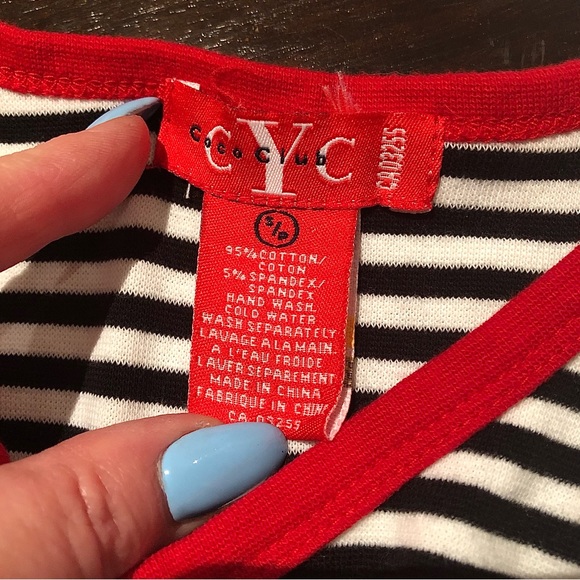 CYC
Coco Club
CA03255
S/P
95% COTTON/
COTON
5% SPANDEX/
SPANDEX
HAND WASH
COLD WATER
WASH SEPARATELY
LAVAGE A LA MAIN
A L'EAU FROIDE
LAVER SEPAREMENT
MADE IN CHINA
FABRIQUE IN CHINE
CA 03255